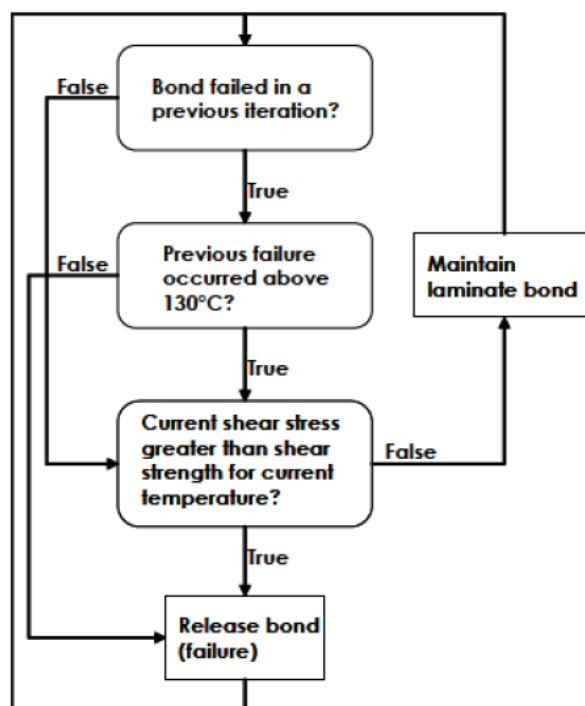 False
Bond failed in a
previous iteration?
True
False
Previous failure
occurred above
130°C?
Maintain
laminate bond
True
Current shear stress
greater than shear
strength for current
temperature?
False
True
Release bond
(failure)